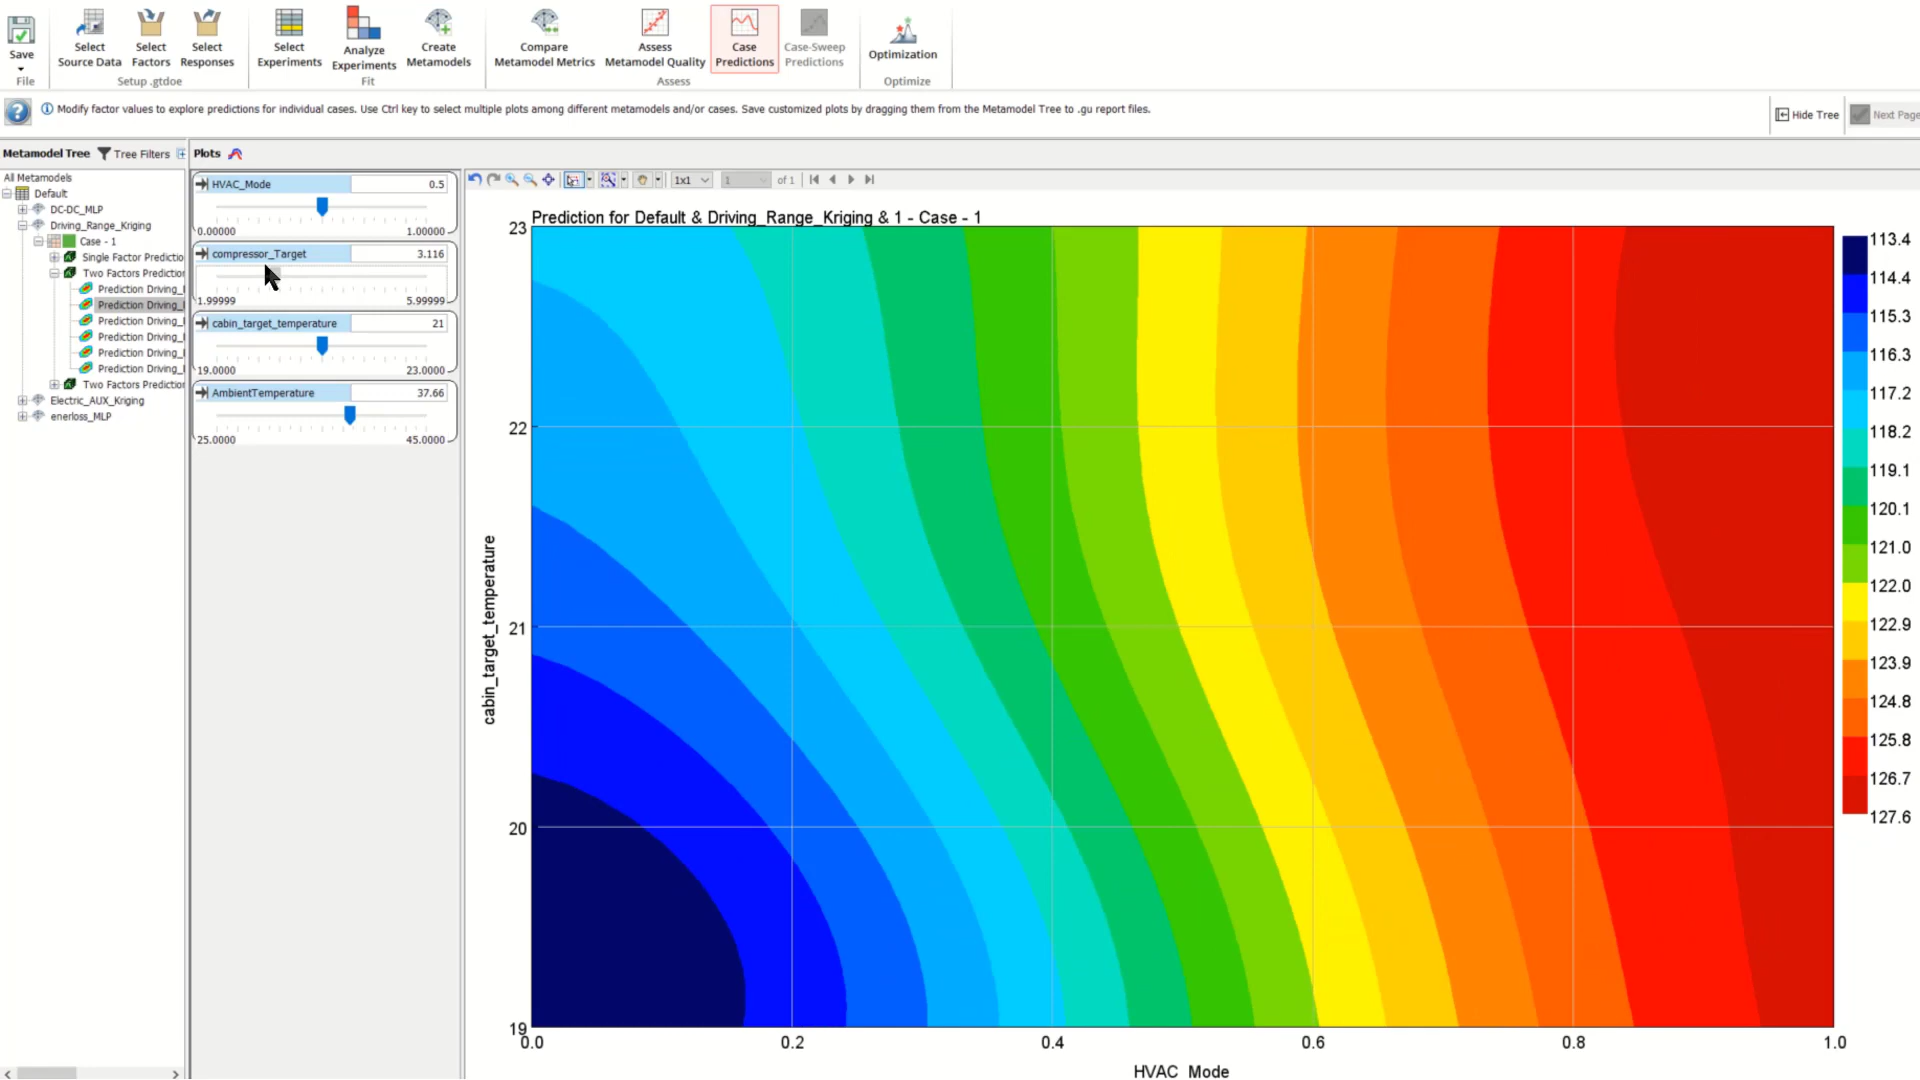 Save
File
Select Source Data
Select Factors
Select Responses
Setup .gtdoe
Select Experiments
Analyze Experiments
Create Metamodels
Fit
Compare Metamodel Metrics
Assess Metamodel Quality
Case Predictions
Case-Sweep Predictions
Assess
Optimization
Optimize
Modify factor values to explore predictions for individual cases. Use Ctrl key to select multiple plots among different metamodels and/or cases. Save customized plots by dragging them from the Metamodel Tree to .gu report files.
Hide Tree
Next Page
Metamodel Tree
Tree Filters
Plots
All Metamodels
Default
DC-DC_MLP
Driving_Range_Kriging
Case - 1
Single Factor Predictio
Two Factors Prediction
Prediction Driving_
Prediction Driving_
Prediction Driving_
Prediction Driving_
Prediction Driving_
Prediction Driving_
Two Factors Prediction
Electric_AUX_Kriging
enerloss_MLP
HVAC_Mode 0.5
0.00000 1.00000
compressor_Target 3.116
1.99999 5.99999
cabin_target_temperature 21
19.0000 23.0000
AmbientTemperature 37.66
25.0000 45.0000
1x1 1 of 1
Prediction for Default & Driving_Range_Kriging & 1 - Case - 1
23
22
21
20
19
cabin_target_temperature
0.0 0.2 0.4 0.6 0.8 1.0
HVAC_Mode
113.4
114.4
115.3
116.3
117.2
118.2
119.1
120.1
121.0
122.0
122.9
123.9
124.8
125.8
126.7
127.6